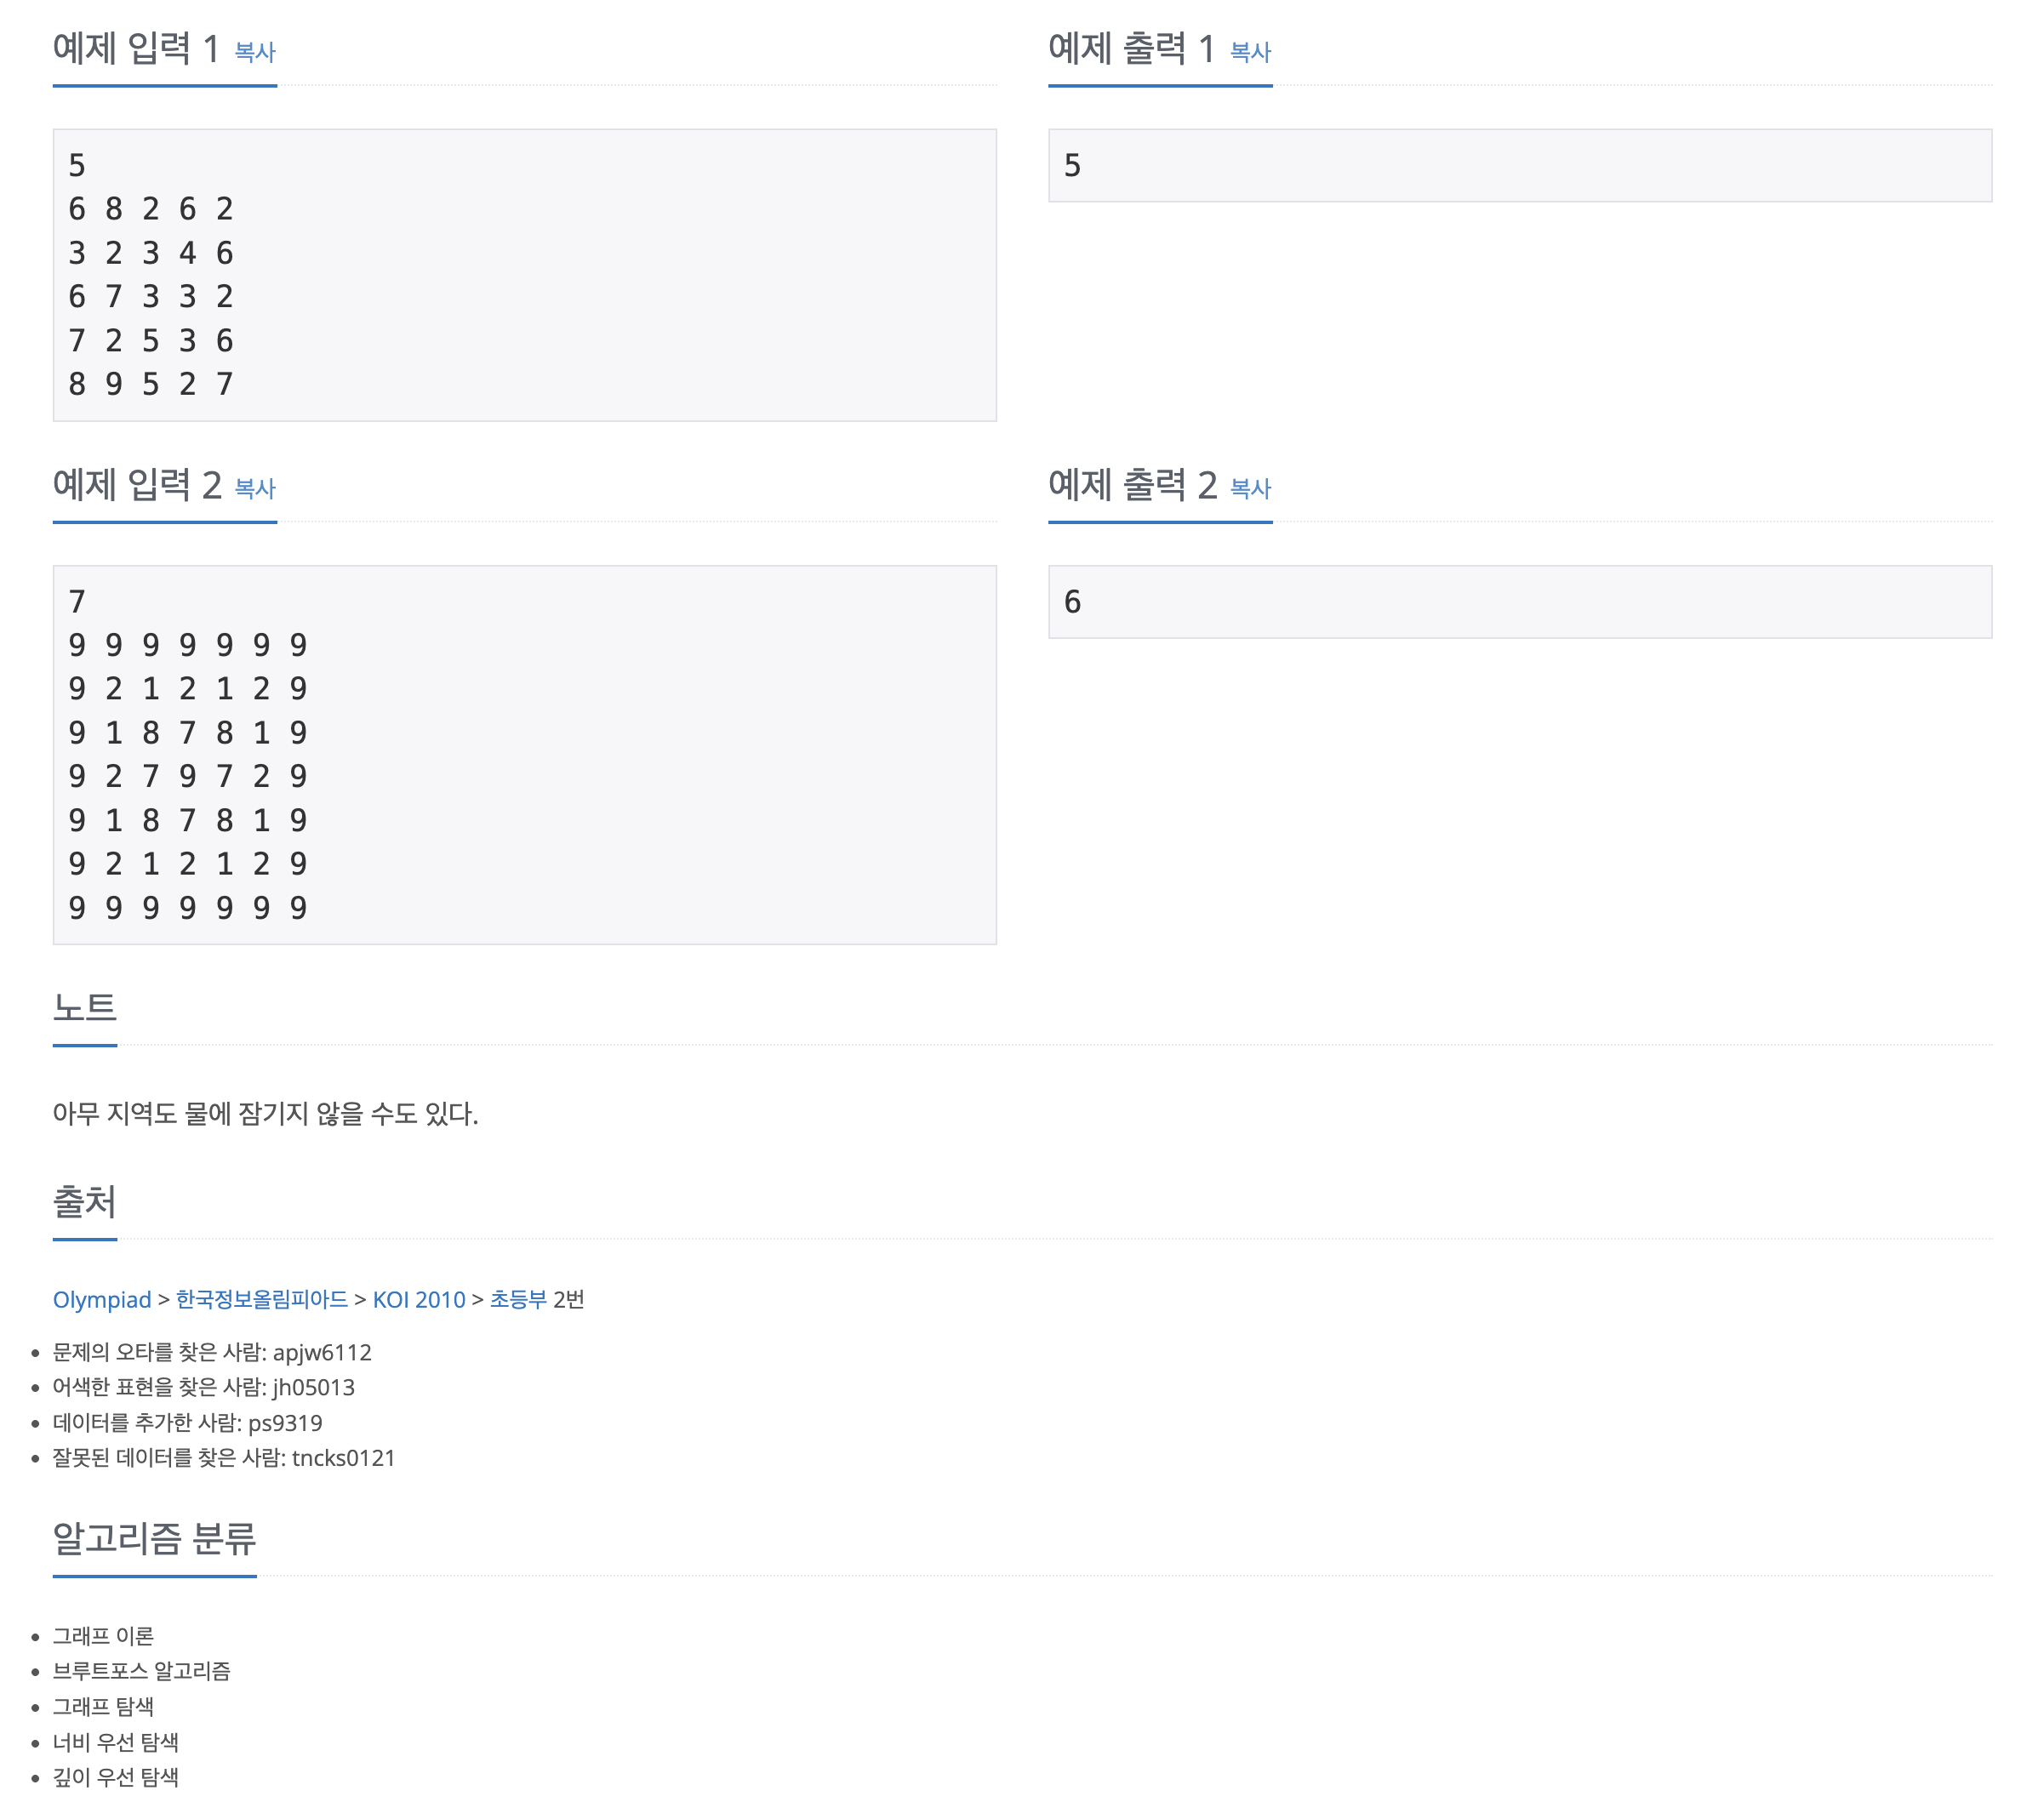 예제 입력 1 복사
예제 출력 1 복사
5
6 8 2 6 2
3 2 3 4 6
6 7 3 3 2
7 2 5 3 6
8 9 5 2 7
5
예제 입력 2 복사
예제 출력 2 복사
7
9 9 9 9 9 9 9
9 2 1 2 1 2 9
9 1 8 7 8 1 9
9 2 7 9 7 2 9
9 1 8 7 8 1 9
9 2 1 2 1 2 9
9 9 9 9 9 9 9
6
노트
아무 지역도 물에 잠기지 않을 수도 있다.
출처
Olympiad > 한국정보올림피아드 > KOI 2010 > 초등부 2번
문제의 오타를 찾은 사람: apjw6112
어색한 표현을 찾은 사람: jh05013
데이터를 추가한 사람: ps9319
잘못된 데이터를 찾은 사람: tncks0121
알고리즘 분류
그래프 이론
브루트포스 알고리즘
그래프 탐색
너비 우선 탐색
깊이 우선 탐색